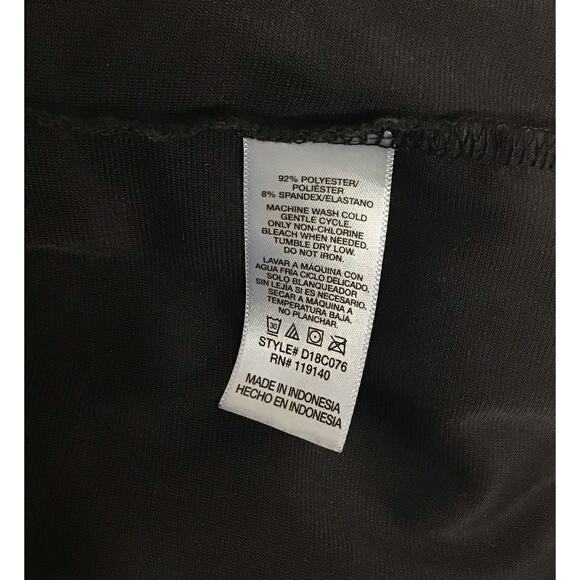 92% POLYESTER/
POLIÉSTER
8% SPANDEX/ELASTANO
MACHINE WASH COLD
GENTLE CYCLE.
ONLY NON-CHLORINE
BLEACH WHEN NEEDED.
TUMBLE DRY LOW.
DO NOT IRON.
LAVAR A MÁQUINA CON
AGUA FRÍA CICLO DELICADO.
SOLO BLANQUEADOR
SIN LEJÍA SI ES NECESARIO.
SECAR A MÁQUINA A
TEMPERATURA BAJA.
NO PLANCHAR.
30
STYLE# D18C076
RN# 119140
MADE IN INDONESIA
HECHO EN INDONESIA